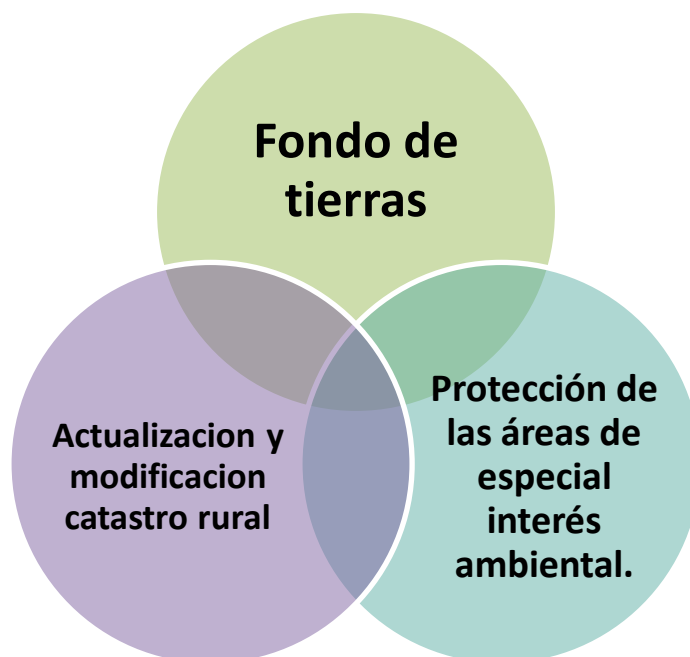 Fondo de
tierras
Actualizacion y
modificacion
catastro rural
Protección de
las áreas de
especial
interés
ambiental.